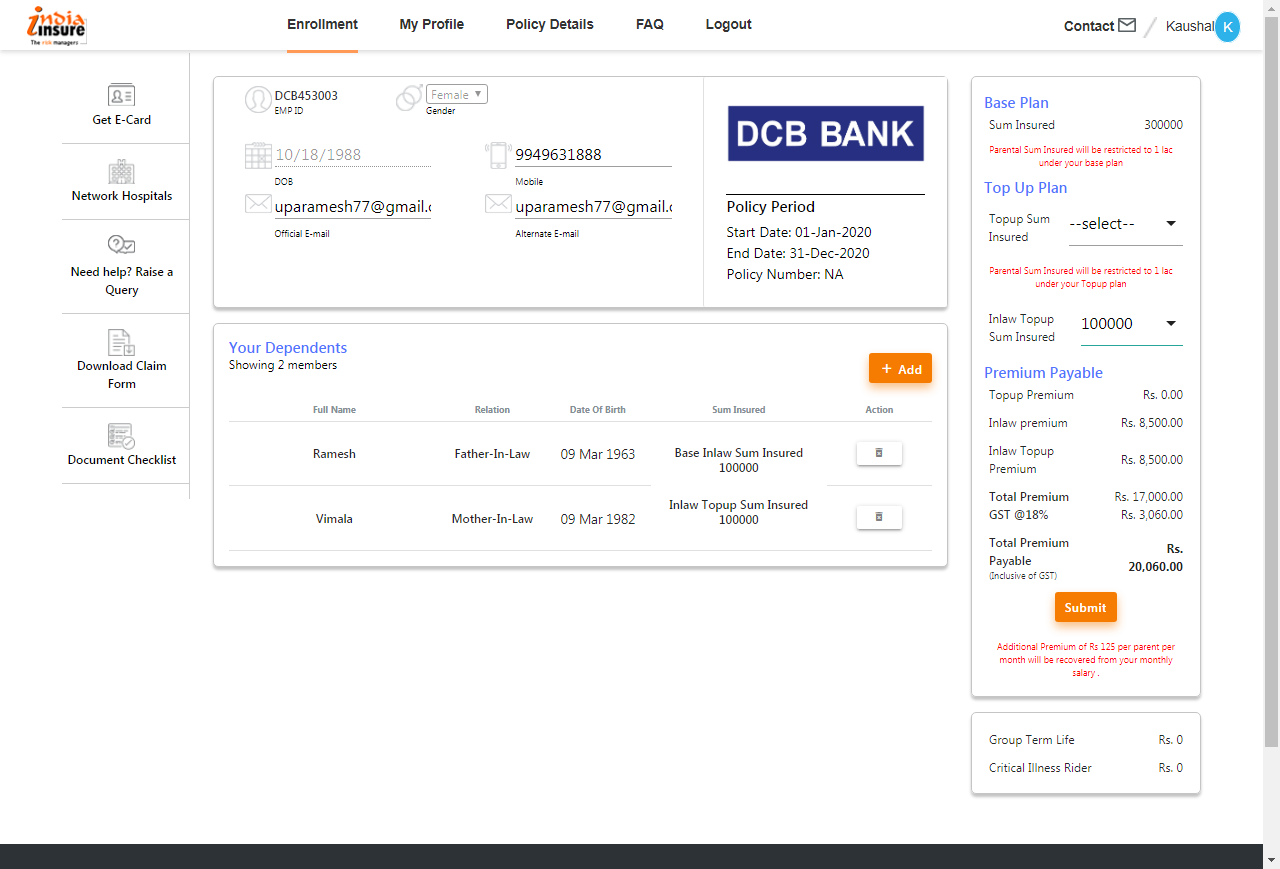 india
insure
The risk managers
Enrollment
My Profile
Policy Details
FAQ
Logout
Contact
Kaushal
K
Get E-Card
Network Hospitals
Need help? Raise a
Query
Download Claim
Form
Document Checklist
DCB453003
EMP ID
Female
Gender
10/18/1988
DOB
9949631888
Mobile
uparamesh77@gmail.c
Official E-mail
uparamesh77@gmail.c
Alternate E-mail
DCB BANK
Policy Period
Start Date: 01-Jan-2020
End Date: 31-Dec-2020
Policy Number: NA
Your Dependents
Showing 2 members
+ Add
Full Name Relation Date Of Birth Sum Insured Action
Ramesh Father-In-Law 09 Mar 1963 Base Inlaw Sum Insured
100000
Inlaw Topup Sum Insured
100000
Vimala Mother-In-Law 09 Mar 1982
Base Plan
Sum Insured 300000
Parental Sum Insured will be restricted to 1 lac
under your base plan
Top Up Plan
Topup Sum
Insured
--select--
Parental Sum Insured will be restricted to 1 lac
under your Topup plan
Inlaw Topup
Sum Insured
100000
Premium Payable
Topup Premium Rs. 0.00
Inlaw premium Rs. 8,500.00
Inlaw Topup
Premium
Rs. 8,500.00
Total Premium Rs. 17,000.00
GST @18% Rs. 3,060.00
Total Premium
Payable
(Inclusive of GST)
Rs.
20,060.00
Submit
Additional Premium of Rs 125 per parent per
month will be recovered from your monthly
salary .
Group Term Life Rs. 0
Critical Illness Rider Rs. 0